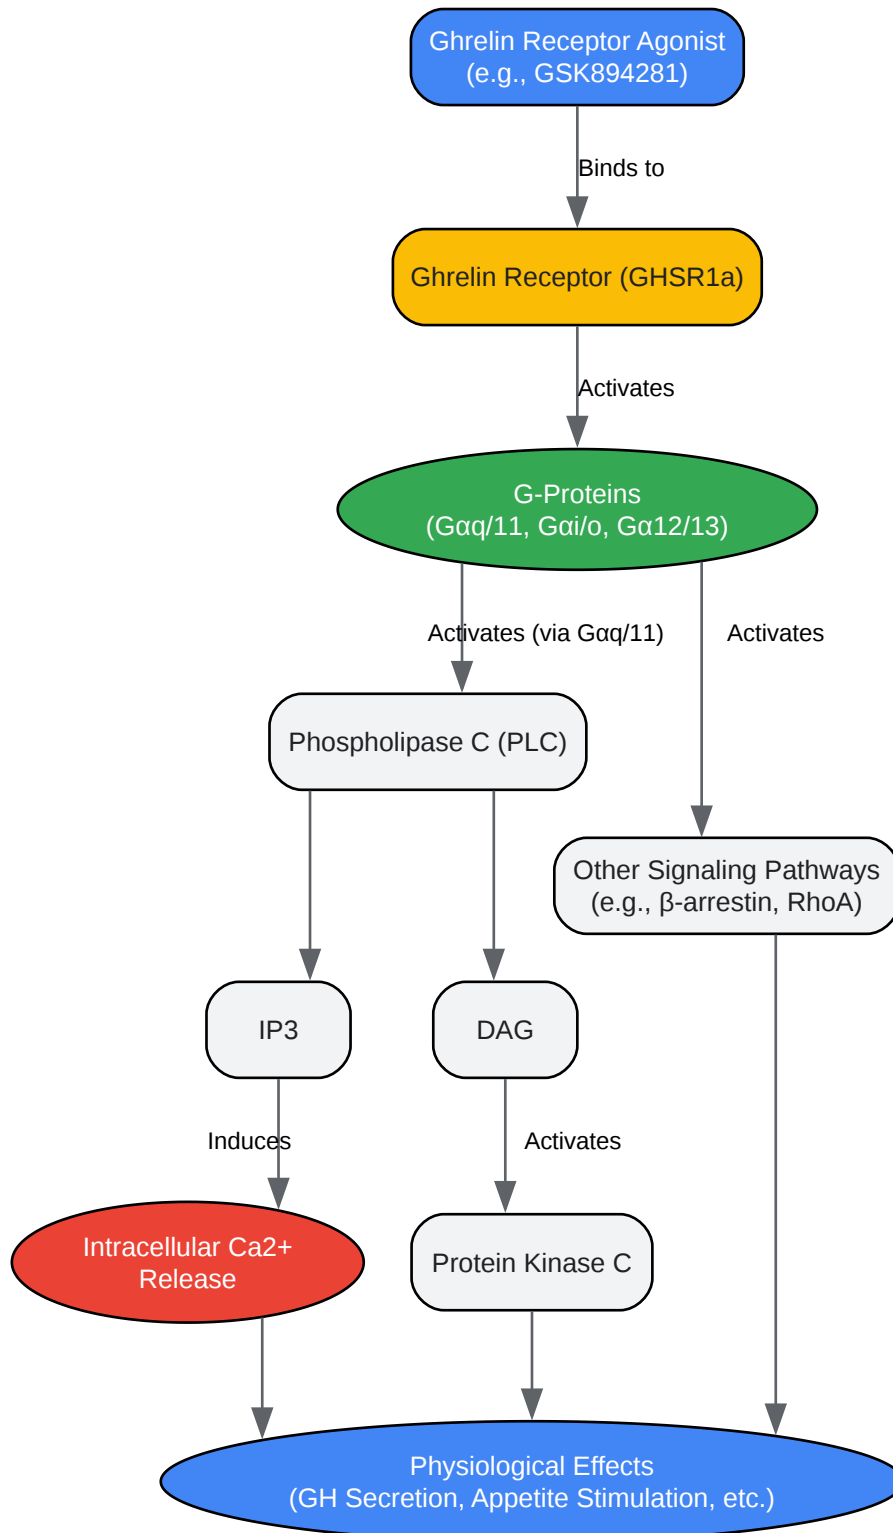 Ghrelin Receptor Agonist
(e.g., GSK894281)
Binds to
Ghrelin Receptor (GHSR1a)
Activates
G-Proteins
(Gαq/11, Gαi/o, Gα12/13)
Activates (via Gαq/11)
Activates
Phospholipase C (PLC)
Other Signaling Pathways
(e.g., β-arrestin, RhoA)
IP3
DAG
Induces
Activates
Intracellular Ca2+
Release
Protein Kinase C
Physiological Effects
(GH Secretion, Appetite Stimulation, etc.)